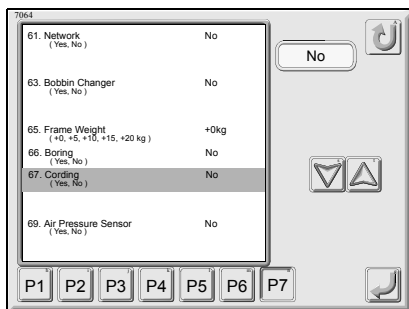 7064
61. Network No
( Yes, No )
No
63. Bobbin Changer No
( Yes, No )
65. Frame Weight +0kg
( +0, +5, +10, +15, +20 kg )
66. Boring No
(Yes, No )
67. Cording No
(Yes, No )
69. Air Pressure Sensor No
( Yes, No )
P1 P2 P3 P4 P5 P6 P7